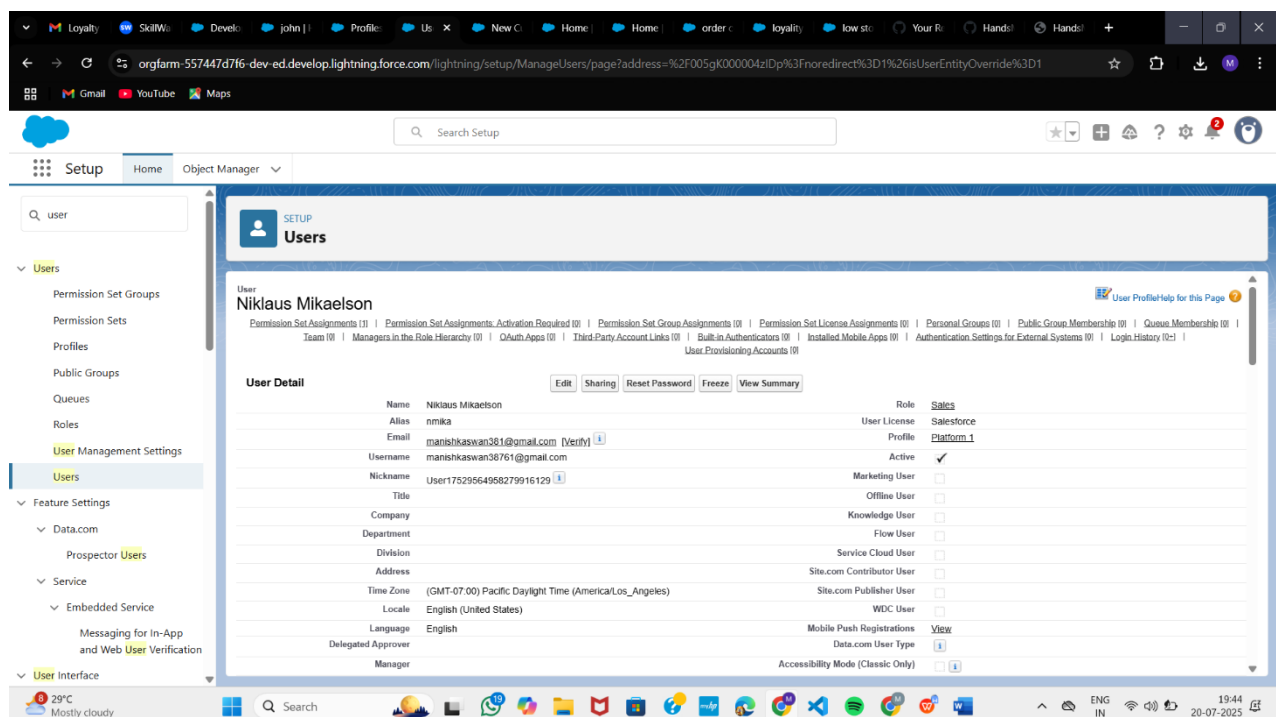 Loyalty
SkillWa
Develo
john | H
Profiles
Us
New Cu
Home |
Home |
order c
loyality
low sto
Your Re
Handsh
Handsh
orgfarm-557447d7f6-dev-ed.develop.lightning.force.com/lightning/setup/ManageUsers/page?address=%2F005gK000004zIDp%3Fnoredirect%3D1%26isUserEntityOverride%3D1
M
Gmail YouTube Maps
Search Setup
2
Setup Home Object Manager
user
Users
Permission Set Groups
Permission Sets
Profiles
Public Groups
Queues
Roles
User Management Settings
Users
Feature Settings
Data.com
Prospector Users
Service
Embedded Service
Messaging for In-App
and Web User Verification
User Interface
SETUP
Users
User
Niklaus Mikaelson
User Profile Help for this Page
Permission Set Assignments [1] | Permission Set Assignments: Activation Required [0] | Permission Set Group Assignments [0] | Permission Set License Assignments [0] | Personal Groups [0] | Public Group Membership [0] | Queue Membership [0] |
Team [0] | Managers in the Role Hierarchy [0] | OAuth Apps [0] | Third-Party Account Links [0] | Built-in Authenticators [0] | Installed Mobile Apps [0] | Authentication Settings for External Systems [0] | Login History [0+] |
User Provisioning Accounts [0]
User Detail Edit Sharing Reset Password Freeze View Summary
Name Niklaus Mikaelson Role Sales
Alias nmika User License Salesforce
Email manishkaswan381@gmail.com [Verify] i Profile Platform 1
Username manishkaswan38761@gmail.com Active
Nickname User17529564958279916129 i Marketing User
Title Offline User
Company Knowledge User
Department Flow User
Division Service Cloud User
Address Site.com Contributor User
Time Zone (GMT-07:00) Pacific Daylight Time (America/Los_Angeles) Site.com Publisher User
Locale English (United States) WDC User
Language English Mobile Push Registrations View
Delegated Approver Data.com User Type i
Manager Accessibility Mode (Classic Only) i
8 29°C
Mostly cloudy
Search
19
ENG
IN
19:44
20-07-2025